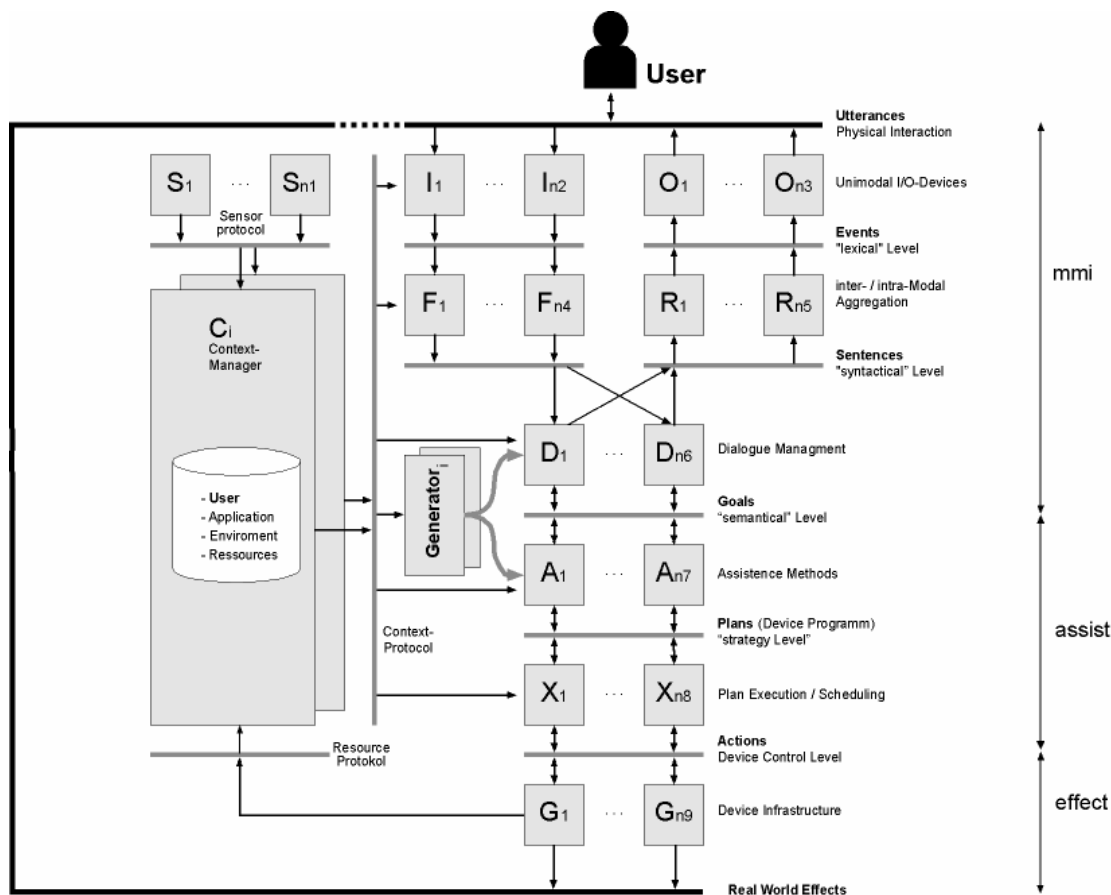 User
Utterances
Physical Interaction
S1 ... Sn1
I1 ... In2
O1 ... On3
Unimodal I/O-Devices
Sensor
protocol
Events
"lexical" Level
mmi
F1 ... Fn4
R1 ... Rn5
inter- / intra-Modal
Aggregation
Ci
Context-
Manager
Sentences
"syntactical" Level
D1 ... Dn6
Dialogue Managment
- User
- Application
- Enviroment
- Ressources
Generator
Goals
"semantical" Level
A1 ... An7
Assistence Methods
Context-
Protocol
Plans (Device Programm)
"strategy Level"
assist
X1 ... Xn8
Plan Execution / Scheduling
Resource
Protokol
Actions
Device Control Level
G1 ... Gn9
Device Infrastructure
effect
Real World Effects